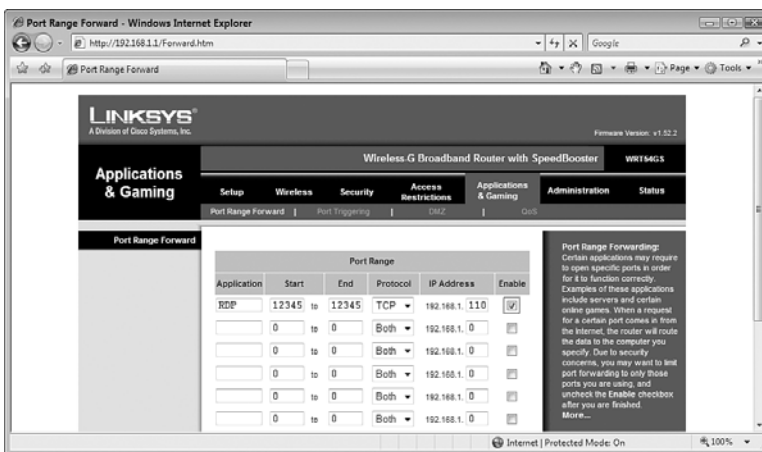 Port Range Forward - Windows Internet Explorer
http://192.168.1.1/Forward.htm
Google
Port Range Forward
Page
Tools
LINKSYS®
A Division of Cisco Systems, Inc.
Firmware Version: v1.52.2
Wireless-G Broadband Router with SpeedBooster
WRT54GS
Applications & Gaming
Setup
Wireless
Security
Access Restrictions
Applications & Gaming
Administration
Status
Port Range Forward
Port Triggering
DMZ
QoS
Port Range Forward
Port Range
Application Start End Protocol IP Address Enable
RDP 12345 to 12345 TCP 192.168.1. 110
0 to 0 Both 192.168.1. 0
0 to 0 Both 192.168.1. 0
0 to 0 Both 192.168.1. 0
0 to 0 Both 192.168.1. 0
0 to 0 Both 192.168.1. 0
Port Range Forwarding:
Certain applications may require
to open specific ports in order
for it to function correctly.
Examples of these applications
include servers and certain
online games. When a request
for a certain port comes in from
the Internet, the router will route
the data to the computer you
specify. Due to security
concerns, you may want to limit
port forwarding to only those
ports you are using, and
uncheck the Enable checkbox
after you are finished.
More...
Internet | Protected Mode: On
100%